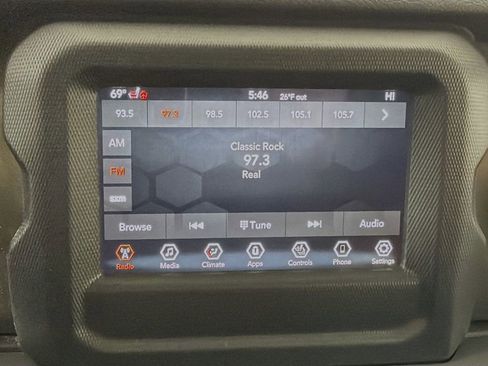 69° 5:46 26°F out HI
93.5 97.3 98.5 102.5 105.1 105.7
AM
FM
sxm
Classic Rock
97.3
Real
Browse Tune Audio
Radio Media Climate Apps Controls Phone Settings